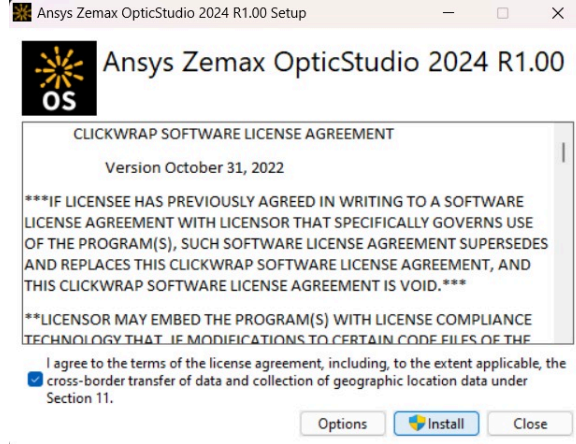 Ansys Zemax OpticStudio 2024 R1.00 Setup
Ansys Zemax OpticStudio 2024 R1.00
OS
CLICKWRAP SOFTWARE LICENSE AGREEMENT
Version October 31, 2022
***IF LICENSEE HAS PREVIOUSLY AGREED IN WRITING TO A SOFTWARE
LICENSE AGREEMENT WITH LICENSOR THAT SPECIFICALLY GOVERNS USE
OF THE PROGRAM(S), SUCH SOFTWARE LICENSE AGREEMENT SUPERSEDES
AND REPLACES THIS CLICKWRAP SOFTWARE LICENSE AGREEMENT, AND
THIS CLICKWRAP SOFTWARE LICENSE AGREEMENT IS VOID.***
**LICENSOR MAY EMBED THE PROGRAM(S) WITH LICENSE COMPLIANCE
TECHNOLOGY THAT, IF MODIFICATIONS TO CERTAIN CODE FILES OF THE
I agree to the terms of the license agreement, including, to the extent applicable, the
cross-border transfer of data and collection of geographic location data under
Section 11.
Options Install Close